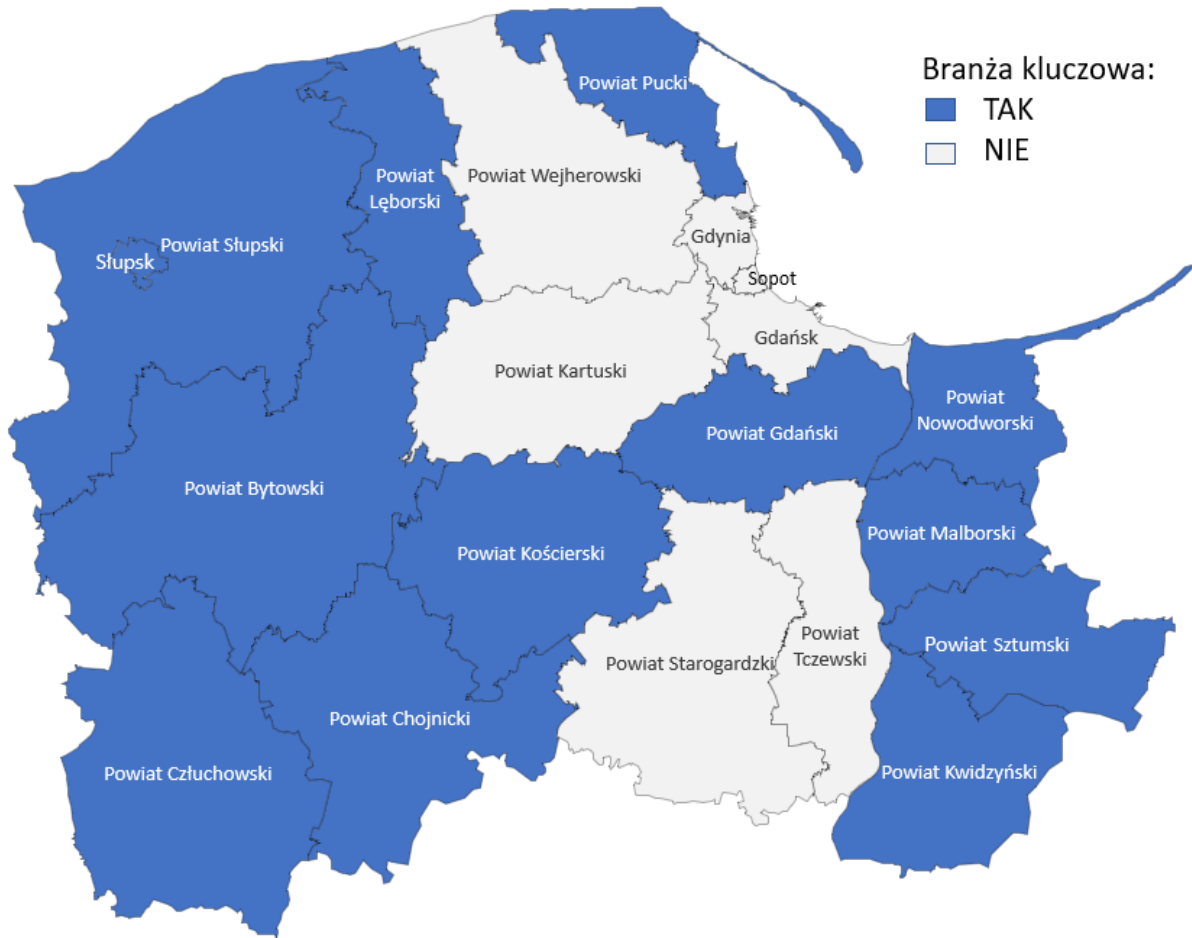 Branża kluczowa:
TAK
NIE
Powiat Pucki
Powiat
Lęborski
Powiat Wejherowski
Gdynia
Powiat Słupski
Słupsk
Sopot
Gdańsk
Powiat Kartuski
Powiat
Nowodworski
Powiat Gdański
Powiat Bytowski
Powiat Malborski
Powiat Kościerski
Powiat
Tczewski
Powiat Sztumski
Powiat Starogardzki
Powiat Chojnicki
Powiat Człuchowski
Powiat Kwidzyński